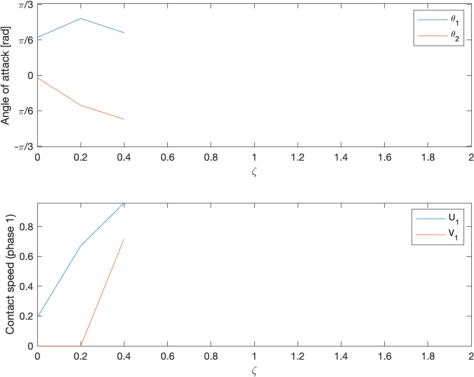 π/3
π/6
0
π/6
-π/3
Angle of attack [rad]
θ1
θ2
0 0.2 0.4 0.6 0.8 1 1.2 1.4 1.6 1.8 2
ζ
0.8
0.6
0.4
0.2
0
Contact speed (phase 1)
U1
V1
0 0.2 0.4 0.6 0.8 1 1.2 1.4 1.6 1.8 2
ζ